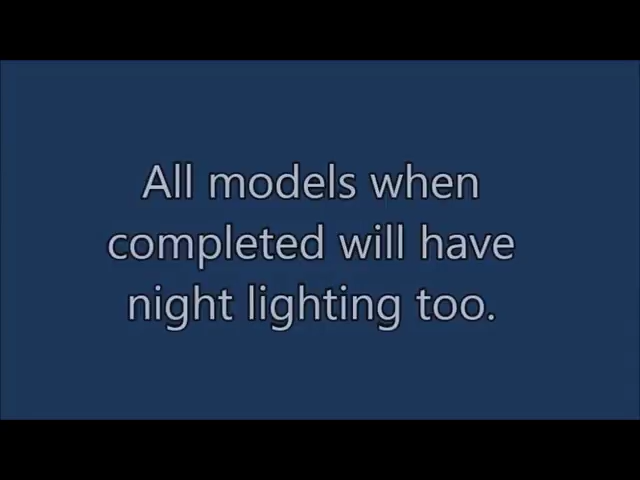 All models when
completed will have
night lighting too.